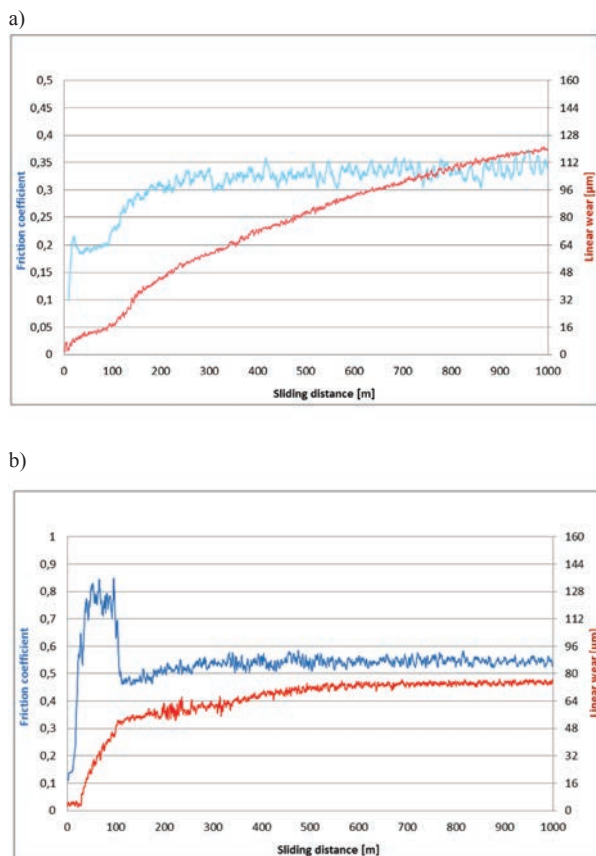 a)
0,5 160
0,45 144
0,4 128
0,35 112
0,3 96
0,25 80
0,2 64
0,15 48
0,1 32
0,05 16
0 0
Friction coefficient
Linear wear [µm]
0 100 200 300 400 500 600 700 800 900 1000
Sliding distance [m]
b)
1 160
0,9 144
0,8 128
0,7 112
0,6 96
0,5 80
0,4 64
0,3 48
0,2 32
0,1 16
0 0
Friction coefficient
Linear wear [µm]
0 100 200 300 400 500 600 700 800 900 1000
Sliding distance [m]